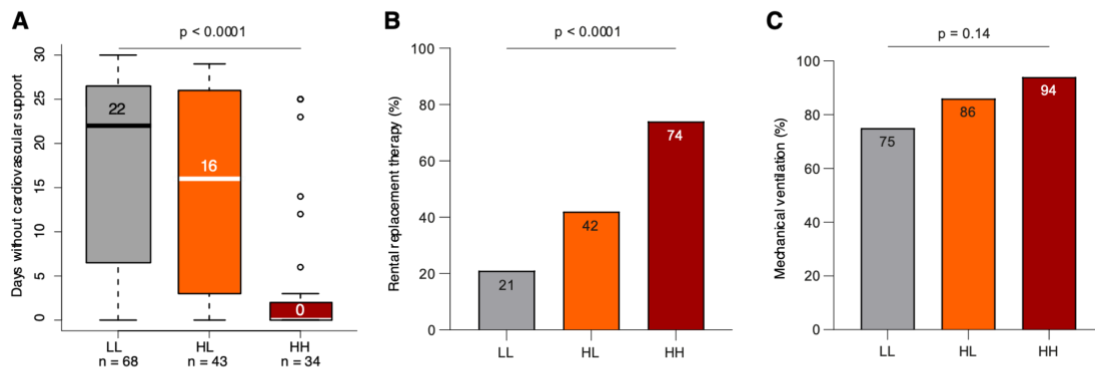 A
p < 0.0001
Days without cardiovascular support
30
25
20
15
10
5
0
22
16
0
LL
HL
HH
n = 68
n = 43
n = 34
B
p < 0.0001
Rental replacement therapy (%)
100
80
60
40
20
0
21
42
74
LL
HL
HH
C
p = 0.14
Mechanical ventilation (%)
100
80
60
40
20
0
75
86
94
LL
HL
HH